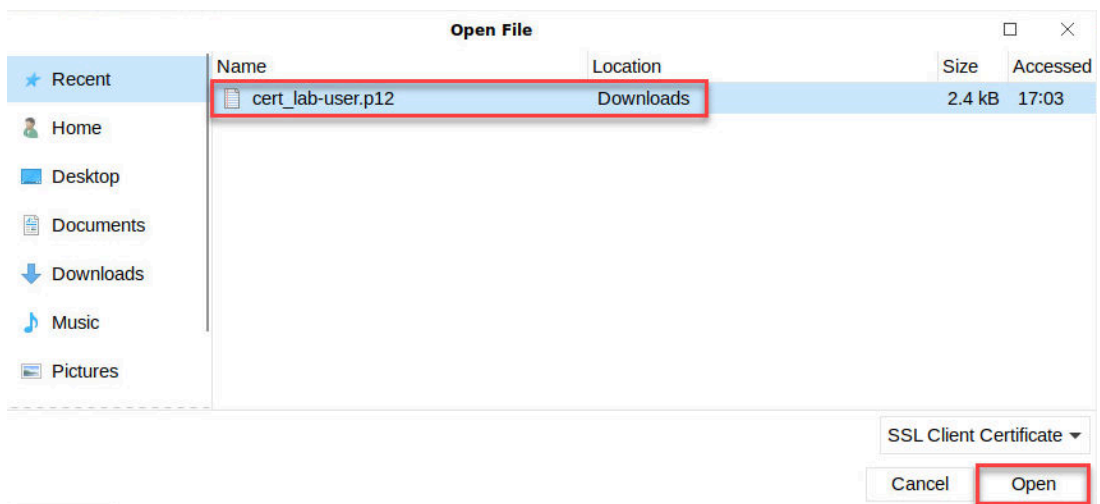 Open File
Recent
Home
Desktop
Documents
Downloads
Music
Pictures
Name Location Size Accessed
cert_lab-user.p12 Downloads 2.4 kB 17:03
SSL Client Certificate
Cancel Open